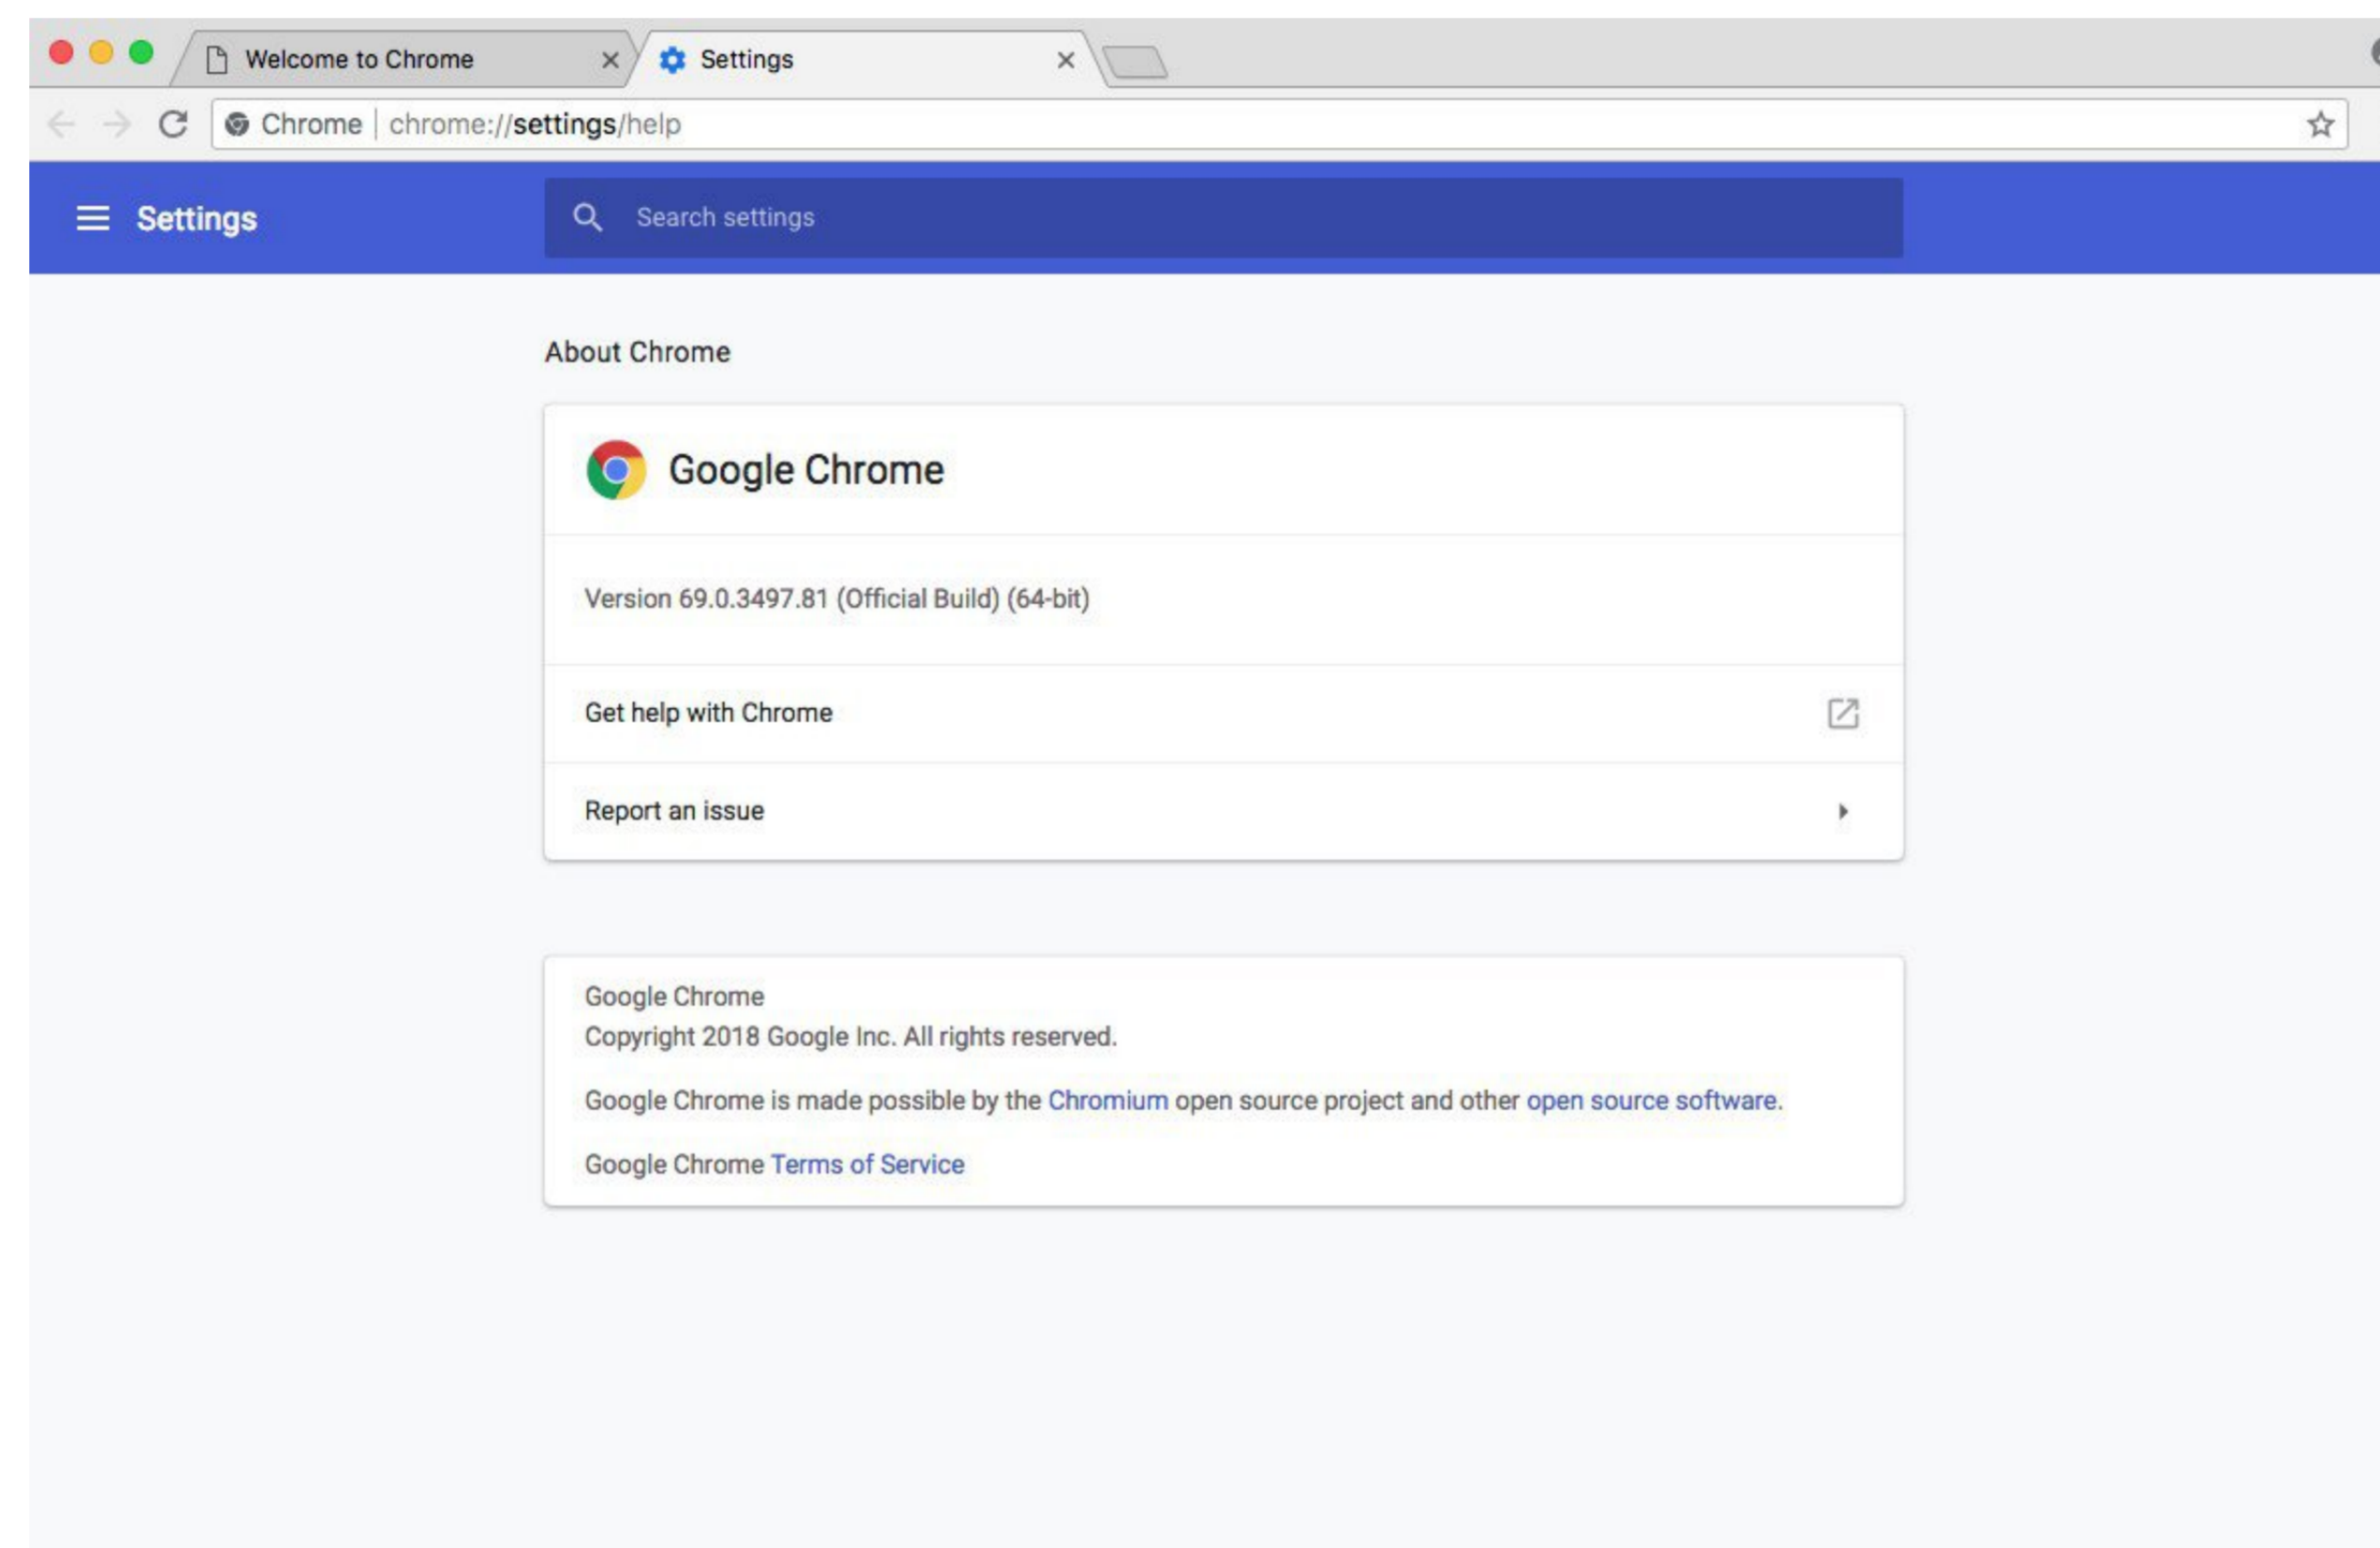 Welcome to Chrome
Settings
Chrome | chrome://settings/help
Settings
Search settings
About Chrome
Google Chrome
Version 69.0.3497.81 (Official Build) (64-bit)
Get help with Chrome
Report an issue
Google Chrome
Copyright 2018 Google Inc. All rights reserved.
Google Chrome is made possible by the Chromium open source project and other open source software.
Google Chrome Terms of Service